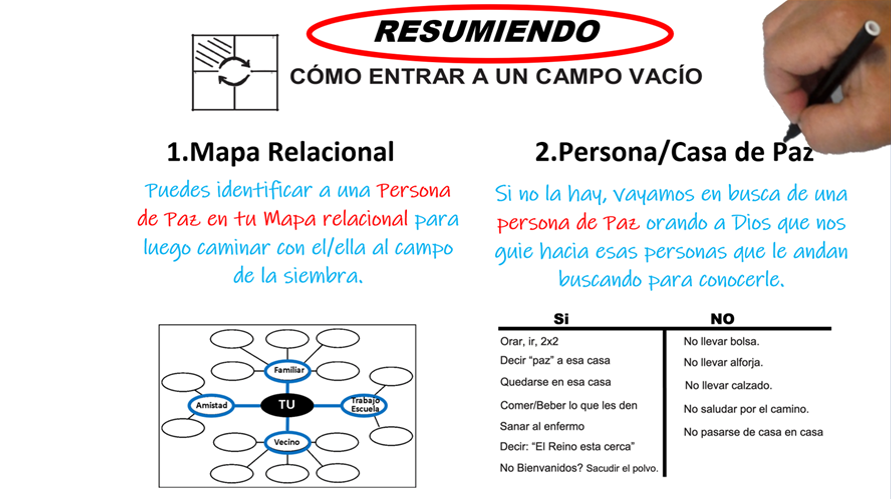 RESUMIENDO
CÓMO ENTRAR A UN CAMPO VACÍO
1.Mapa Relacional
Puedes identificar a una Persona
de Paz en tu Mapa relacional para
luego caminar con el/ella al campo
de la siembra.
Familiar
Amistad
TU
Trabajo
Escuela
Vecino
2.Persona/Casa de Paz
Si no la hay, Vayamos en busca de una
persona de Paz orando a Dios que nos
guie hacia esas personas que le andan
buscando para conocerle.
Si
NO
Orar, ir, 2x2
No llevar bolsa.
Decir “paz” a esa casa
No llevar alforja.
Quedarse en esa casa
No llevar calzado.
Comer/Beber lo que les den
No saludar por el camino.
Sanar al enfermo
No pasarse de casa en casa
Decir: “El Reino esta cerca”
No Bienvanidos? Sacudir el polvo.